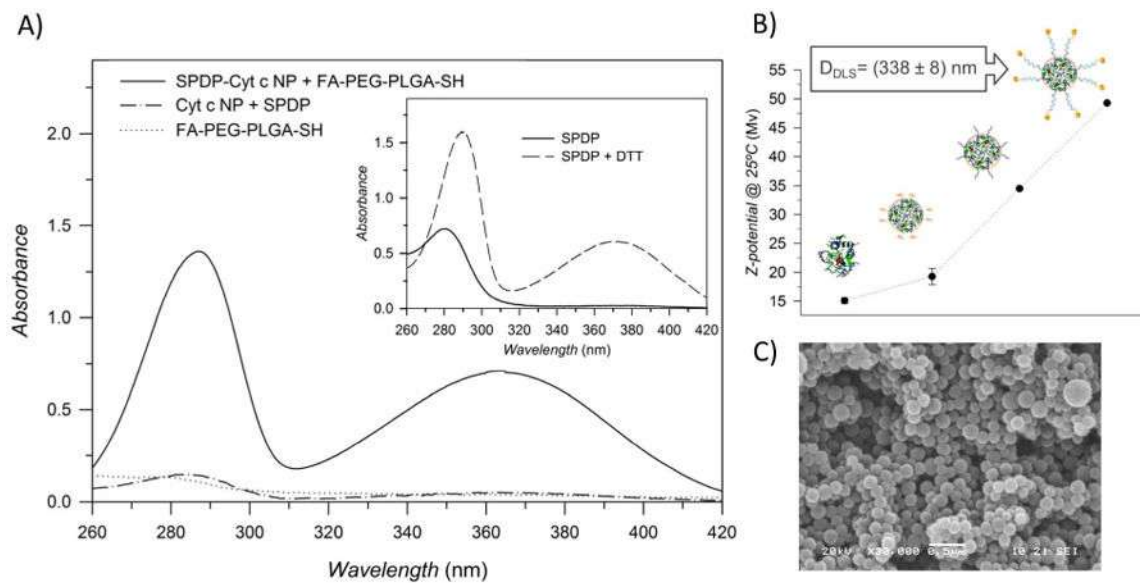 A)
SPDP-Cyt c NP + FA-PEG-PLGA-SH
Cyt c NP + SPDP
FA-PEG-PLGA-SH
2.0
1.5
1.0
0.5
0.0
Absorbance
260 280 300 320 340 360 380 400 420
Wavelength (nm)
SPDP
SPDP + DTT
1.5
1.0
0.5
0.0
Absorbance
260 280 300 320 340 360 380 400 420
Wavelength (nm)
B)
D_DLS= (338 ± 8) nm
55
50
45
40
35
30
25
20
15
Z-potential @ 25ºC (Mv)
C)
20kV X30,000 0.5µm 10 21 SEI